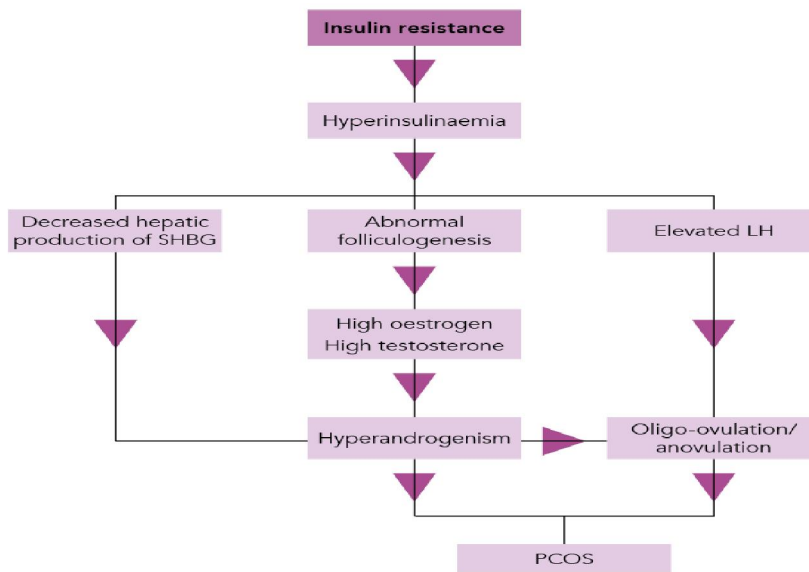 Insulin resistance
Hyperinsulinaemia
Decreased hepatic
production of SHBG
Abnormal
folliculogenesis
Elevated LH
High oestrogen
High testosterone
Hyperandrogenism
Oligo-ovulation/
anovulation
PCOS